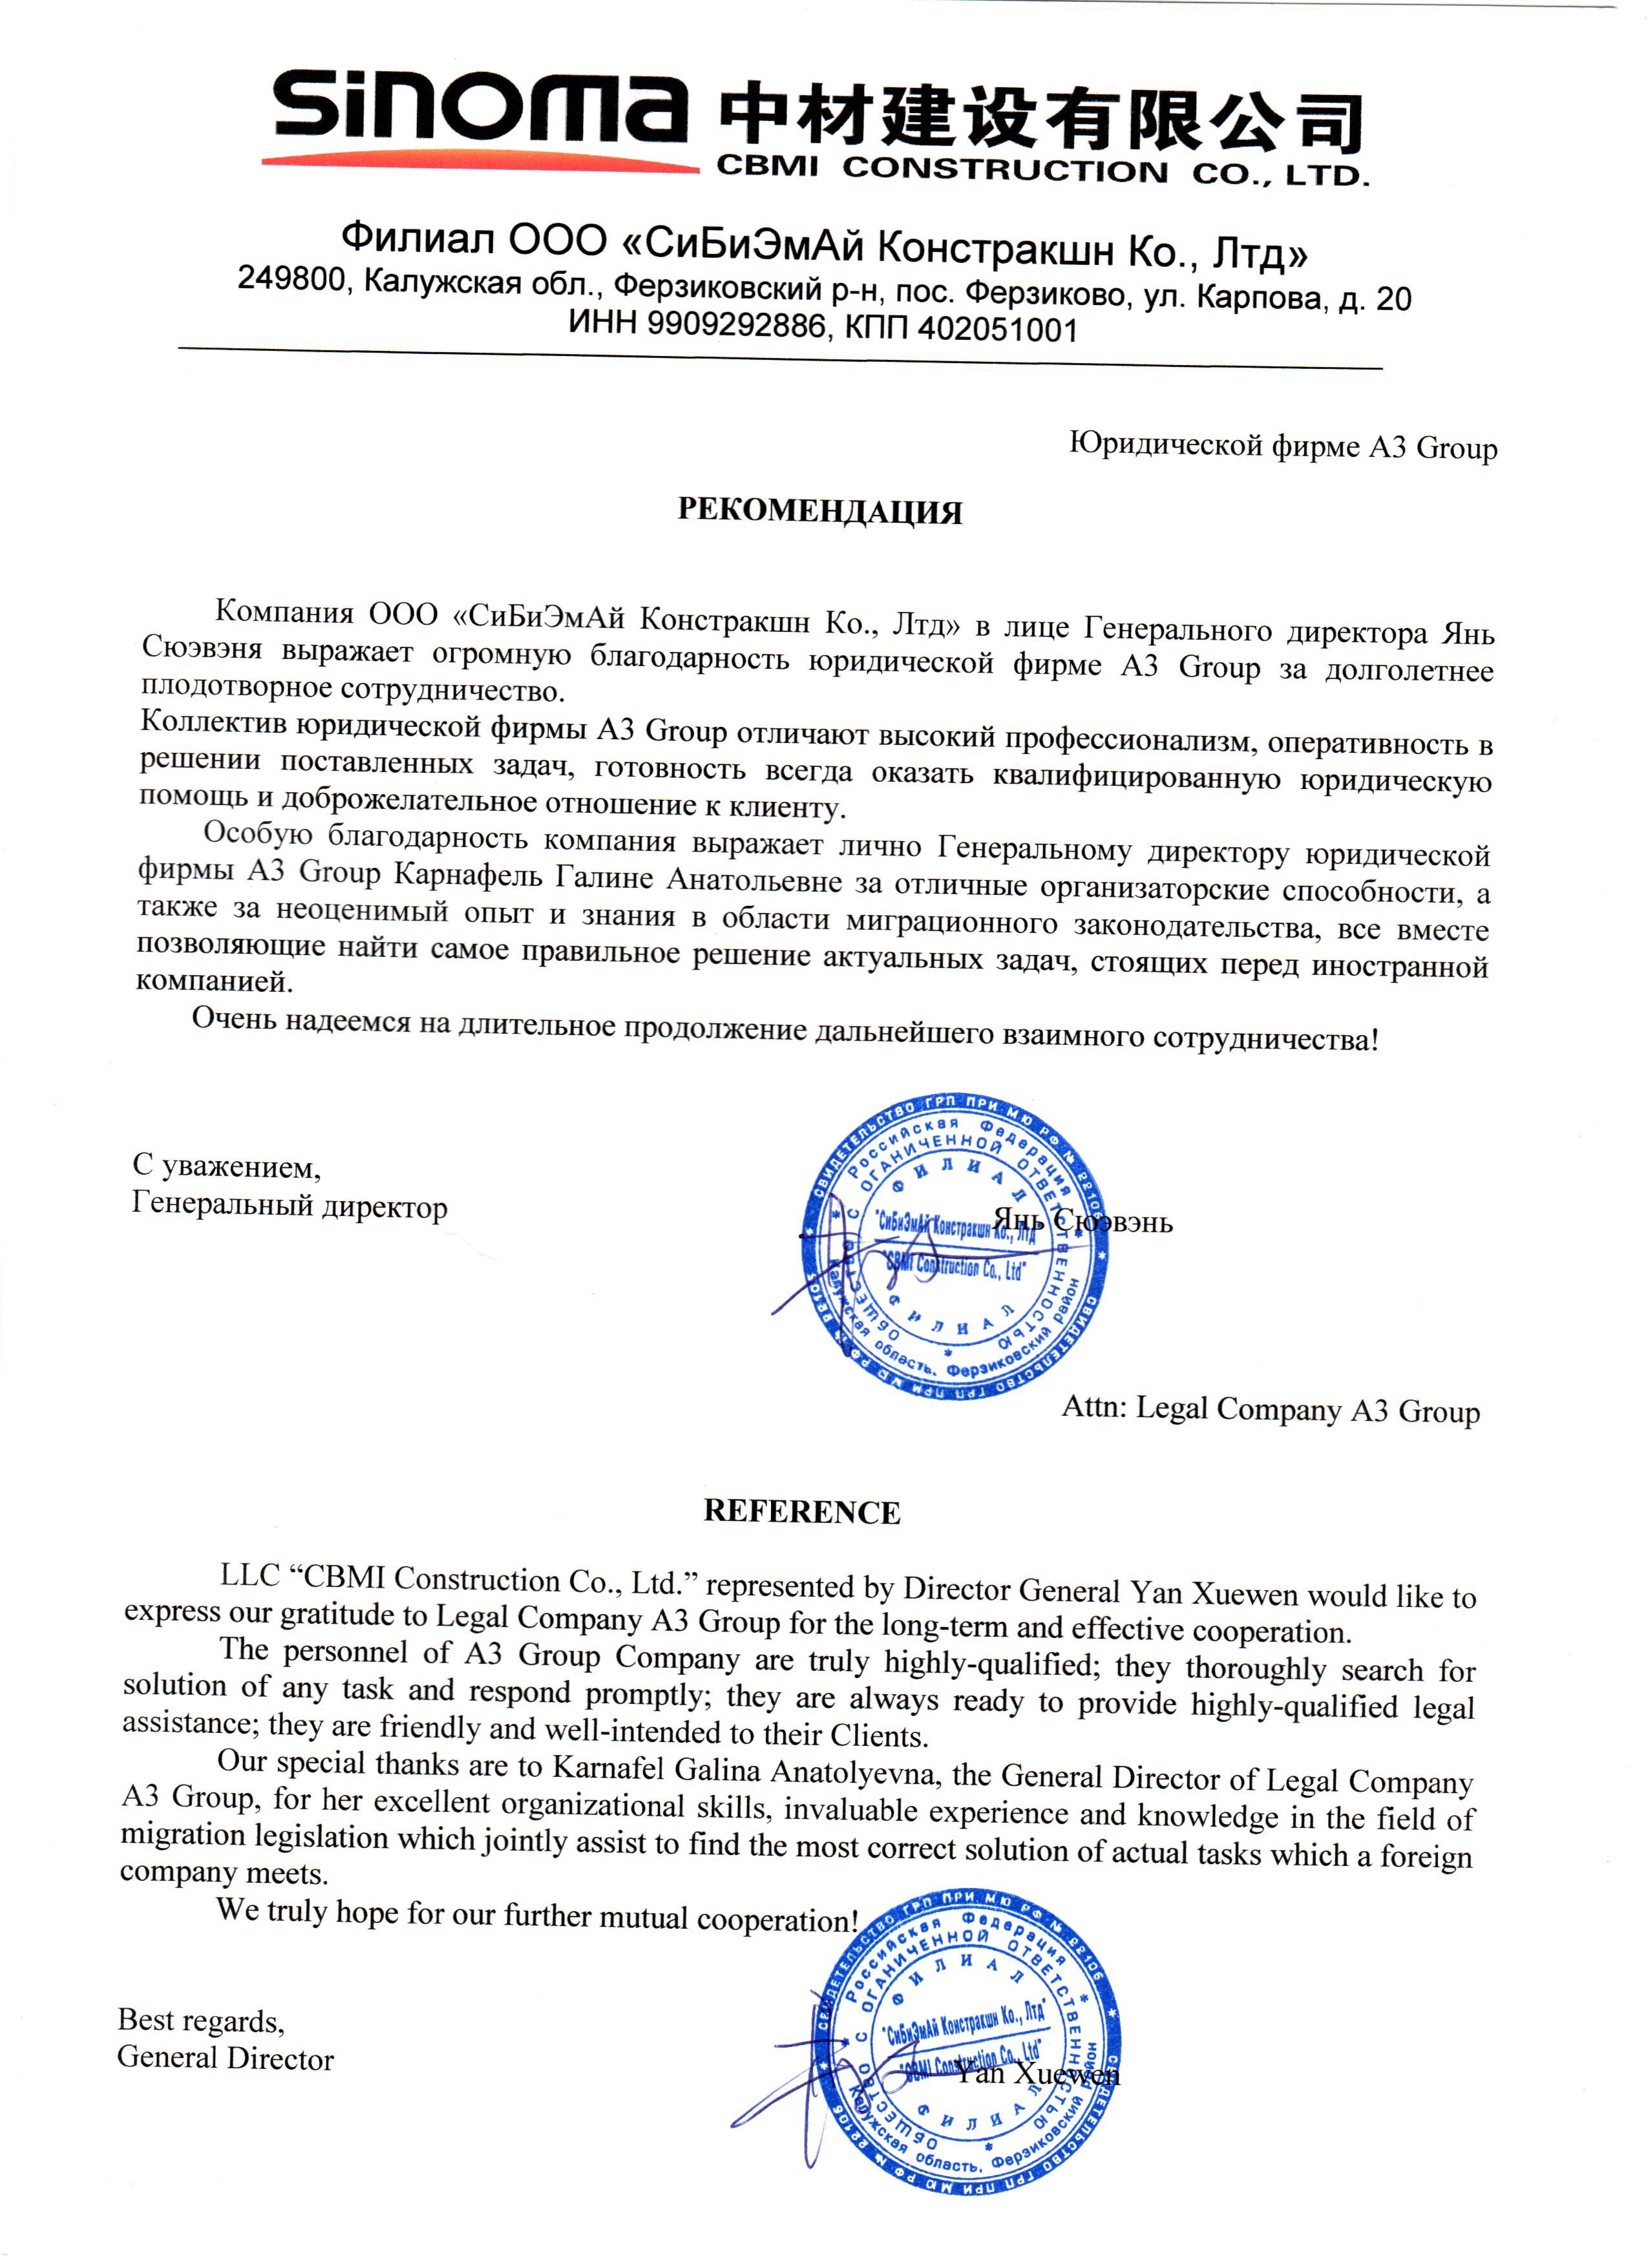 sinoma 中材建设有限公司
CBMI CONSTRUCTION CO., LTD.
Филиал ООО «СиБиЭмАй Констракшн Ко., Лтд»
249800, Калужская обл., Ферзиковский р-н, пос. Ферзиково, ул. Карпова, д. 20
ИНН 9909292886, КПП 402051001
Юридической фирме А3 Group
РЕКОМЕНДАЦИЯ
Компания ООО «СиБиЭмАй Констракшн Ко., Лтд» в лице Генерального директора Янь
Сюэвэня выражает огромную благодарность юридической фирме А3 Group за долголетнее
плодотворное сотрудничество.
Коллектив юридической фирмы А3 Group отличают высокий профессионализм, оперативность в
решении поставленных задач, готовность всегда оказать квалифицированную юридическую
помощь и доброжелательное отношение к клиенту.
Особую благодарность компания выражает лично Генеральному директору юридической
фирмы А3 Group Карнафель Галине Анатольевне за отличные организаторские способности, а
также за неоценимый опыт и знания в области миграционного законодательства, все вместе
позволяющие найти самое правильное решение актуальных задач, стоящих перед иностранной
компанией.
Очень надеемся на длительное продолжение дальнейшего взаимного сотрудничества!
С уважением,
Генеральный директор
Янь Сюэвэнь
СВИДЕТЕЛЬСТВО ГРП ПРИ МЮ РФ № 22106 * СВИДЕТЕЛЬСТВО ГРП ПРИ МЮ РФ № 22106 *
* Российская Федерация * Калужская область, Ферзиковский район
ОБЩЕСТВО С ОГРАНИЧЕННОЙ ОТВЕТСТВЕННОСТЬЮ *
ФИЛИАЛ
"СиБиЭмАй Констракшн Ко., Лтд"
"CBMI Construction Co., Ltd"
ФИЛИАЛ
Attn: Legal Company A3 Group
REFERENCE
LLC “CBMI Construction Co., Ltd.” represented by Director General Yan Xuewen would like to
express our gratitude to Legal Company A3 Group for the long-term and effective cooperation.
The personnel of A3 Group Company are truly highly-qualified; they thoroughly search for
solution of any task and respond promptly; they are always ready to provide highly-qualified legal
assistance; they are friendly and well-intended to their Clients.
Our special thanks are to Karnafel Galina Anatolyevna, the General Director of Legal Company
A3 Group, for her excellent organizational skills, invaluable experience and knowledge in the field of
migration legislation which jointly assist to find the most correct solution of actual tasks which a foreign
company meets.
We truly hope for our further mutual cooperation!
Best regards,
General Director
Yan Xuewen
СВИДЕТЕЛЬСТВО ГРП ПРИ МЮ РФ № 22106 * СВИДЕТЕЛЬСТВО ГРП ПРИ МЮ РФ № 22106 *
* Российская Федерация * Калужская область, Ферзиковский район
ОБЩЕСТВО С ОГРАНИЧЕННОЙ ОТВЕТСТВЕННОСТЬЮ *
ФИЛИАЛ
"СиБиЭмАй Констракшн Ко., Лтд"
"CBMI Construction Co., Ltd"
ФИЛИАЛ